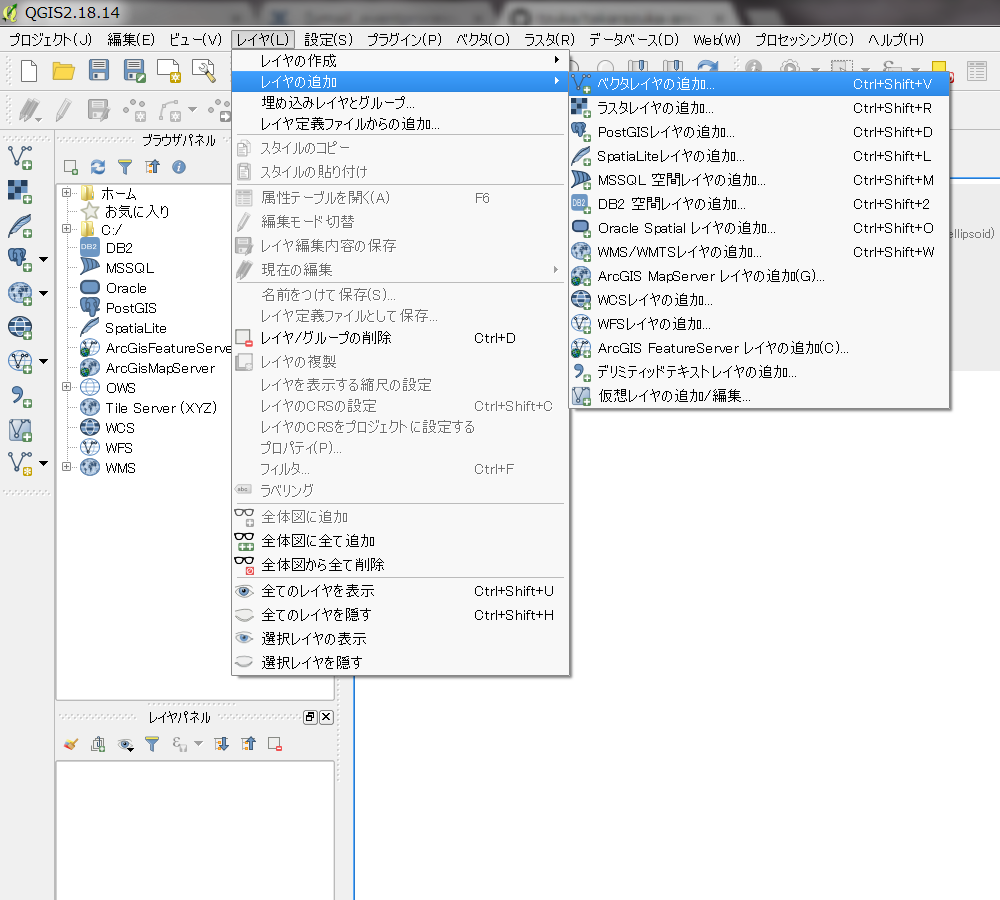 QGIS2.18.14
プロジェクト(J) 編集(E) ビュー(V) レイヤ(L) 設定(S) プラグイン(P) ベクタ(O) ラスタ(R) データベース(D) Web(W) プロセッシング(C) ヘルプ(H)
レイヤの作成
レイヤの追加
埋め込みレイヤとグループ...
レイヤ定義ファイルからの追加...
スタイルのコピー
スタイルの貼り付け
属性テーブルを開く(A) F6
編集モード切替
レイヤ編集内容の保存
現在の編集
名前をつけて保存(S)...
レイヤ定義ファイルとして保存...
レイヤ/グループの削除 Ctrl+D
レイヤの複製
レイヤを表示する縮尺の設定
レイヤのCRSの設定 Ctrl+Shift+C
レイヤのCRSをプロジェクトに設定する
プロパティ(P)...
フィルタ... Ctrl+F
abc ラベリング
全体図に追加
全体図に全て追加
全体図から全て削除
全てのレイヤを表示 Ctrl+Shift+U
全てのレイヤを隠す Ctrl+Shift+H
選択レイヤの表示
選択レイヤを隠す
ベクタレイヤの追加... Ctrl+Shift+V
ラスタレイヤの追加... Ctrl+Shift+R
PostGISレイヤの追加... Ctrl+Shift+D
SpatiaLiteレイヤの追加... Ctrl+Shift+L
MSSQL 空間レイヤの追加... Ctrl+Shift+M
DB2 DB2 空間レイヤの追加... Ctrl+Shift+2
Oracle Spatial レイヤの追加... Ctrl+Shift+O
WMS/WMTSレイヤの追加... Ctrl+Shift+W
ArcGIS MapServer レイヤの追加(G)...
WCSレイヤの追加...
WFSレイヤの追加...
ArcGIS FeatureServer レイヤの追加(C)...
デリミティッドテキストレイヤの追加...
仮想レイヤの追加/編集...
ellipsoid)
ブラウザパネル
ホーム
お気に入り
C:/
DB2 DB2
MSSQL
Oracle
PostGIS
SpatiaLite
ArcGisFeatureServe
ArcGisMapServer
OWS
Tile Server (XYZ)
WCS
WFS
WMS
レイヤパネル